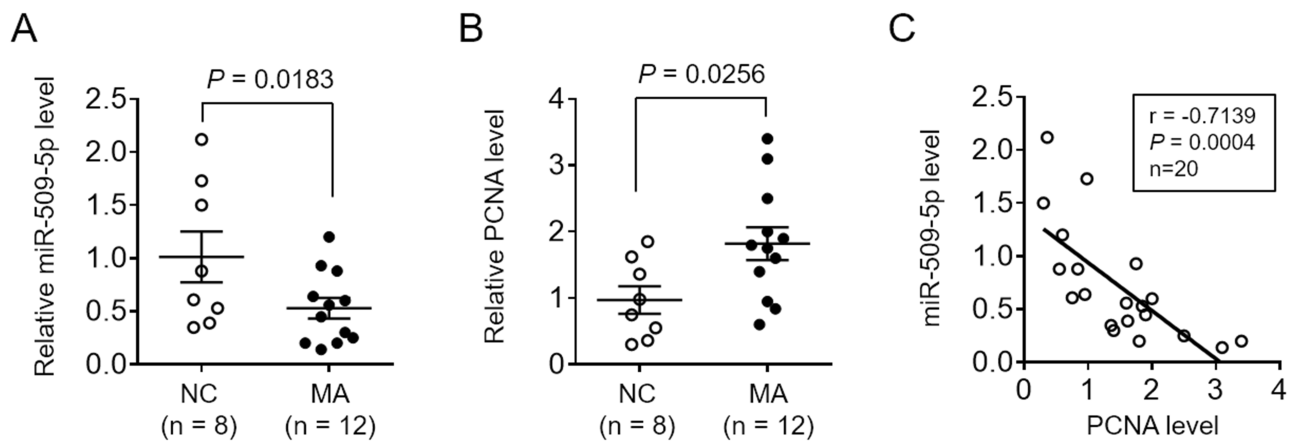 A
P = 0.0183
Relative miR-509-5p level
2.5
2.0
1.5
1.0
0.5
0.0
NC
(n = 8)
MA
(n = 12)
B
P = 0.0256
Relative PCNA level
4
3
2
1
0
NC
(n = 8)
MA
(n = 12)
C
miR-509-5p level
2.5
2.0
1.5
1.0
0.5
0.0
r = -0.7139
P = 0.0004
n=20
0 1 2 3 4
PCNA level